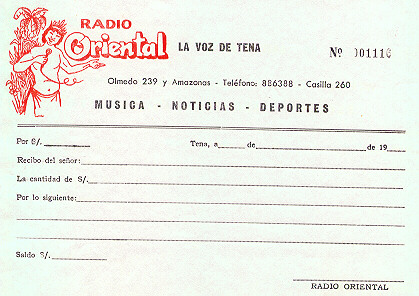 RADIO
Oriental LA VOZ DE TENA Nº 001116
Olmedo 239 y Amazonas - Teléfono: 886388 - Casilla 260
MUSICA - NOTICIAS - DEPORTES
Por S/. Tena, a de de 19
Recibo del señor:
La cantidad de S/.
Por lo siguiente:
Saldo S/.
RADIO ORIENTAL